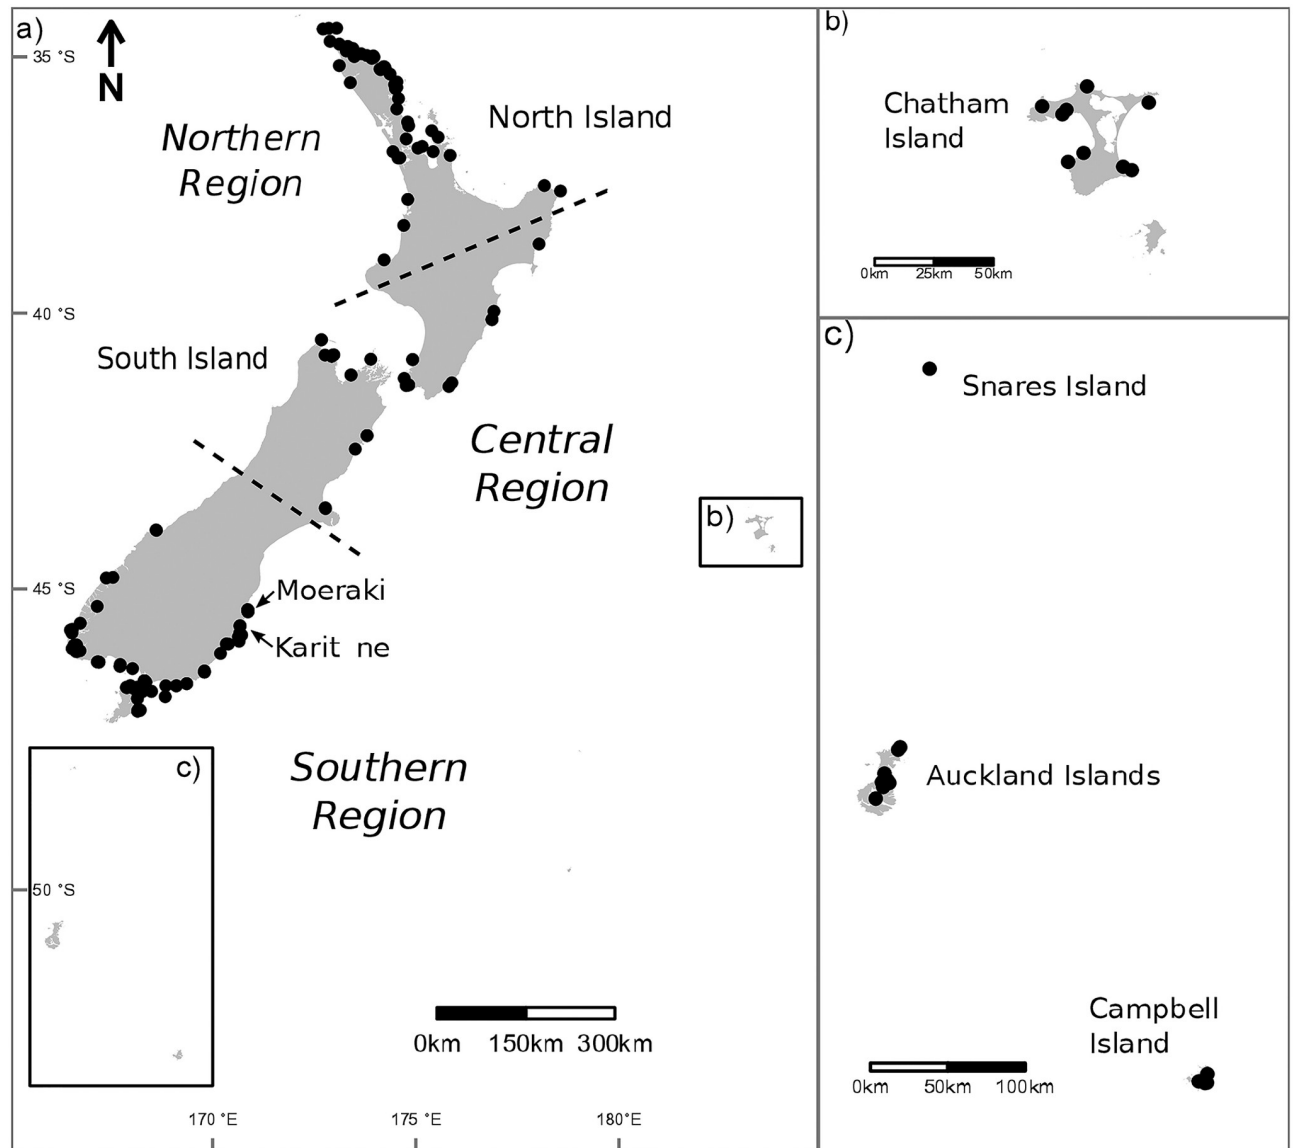 a)
N
35 °S
Northern
Region
North Island
40 °S
South Island
Central
Region
b)
45 °S
Moeraki
Karit ne
Southern
Region
c)
50 °S
0km 150km 300km
170 °E 175 °E 180°E
b)
Chatham
Island
0km 25km 50km
c)
Snares Island
Auckland Islands
Campbell
Island
0km 50km 100km